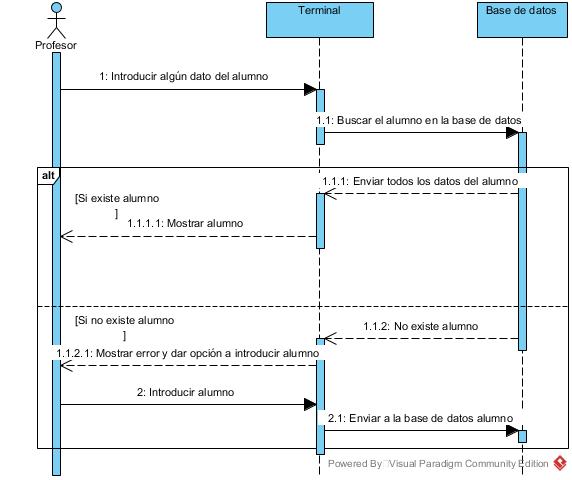 Terminal
Base de datos
Profesor
1: Introducir algún dato del alumno
1.1: Buscar el alumno en la base de datos
alt
1.1.1: Enviar todos los datos del alumno
[Si existe alumno
]
1.1.1.1: Mostrar alumno
[Si no existe alumno
]
1.1.2: No existe alumno
1.1.2.1: Mostrar error y dar opción a introducir alumno
2: Introducir alumno
2.1: Enviar a la base de datos alumno
Powered By Visual Paradigm Community Edition